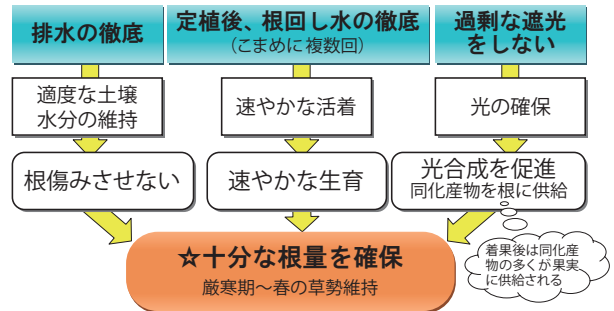 排水の徹底
定植後、根回し水の徹底
(こまめに複数回)
過剰な遮光
をしない
適度な土壌
水分の維持
速やかな活着
光の確保
根傷みさせない
速やかな生育
光合成を促進
同化産物を根に供給
☆十分な根量を確保
厳寒期～春の草勢維持
着果後は同化産
物の多くが果実
に供給される